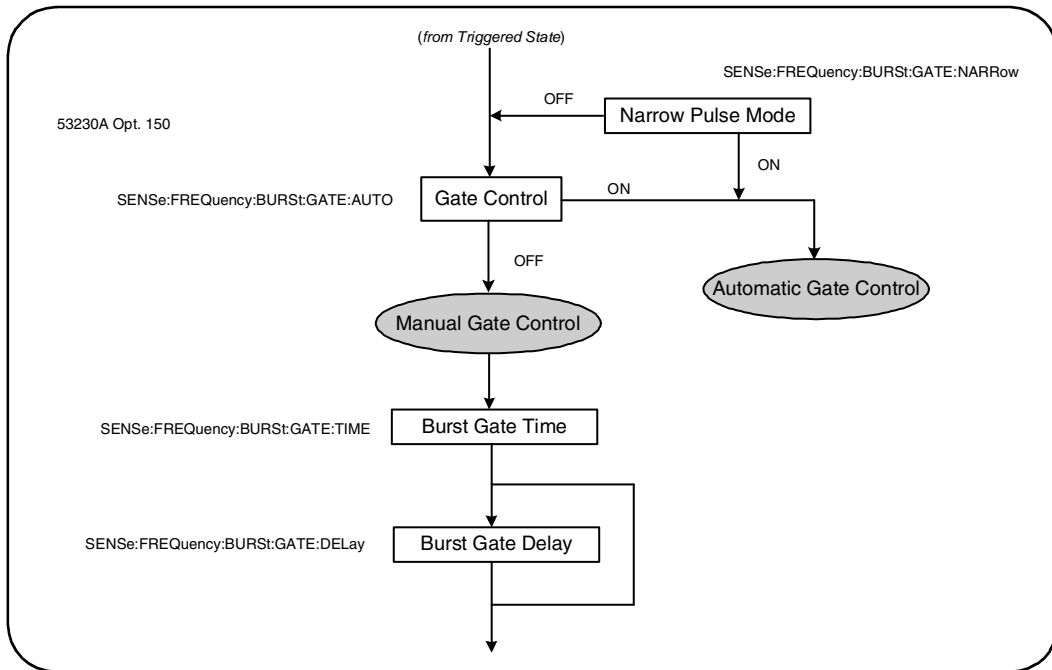 (from Triggered State)
SENSe:FREQuency:BURSt:GATE:NARRow
OFF
Narrow Pulse Mode
53230A Opt. 150
ON
SENSe:FREQuency:BURSt:GATE:AUTO
Gate Control
ON
OFF
Automatic Gate Control
Manual Gate Control
SENSe:FREQuency:BURSt:GATE:TIME
Burst Gate Time
SENSe:FREQuency:BURSt:GATE:DELay
Burst Gate Delay